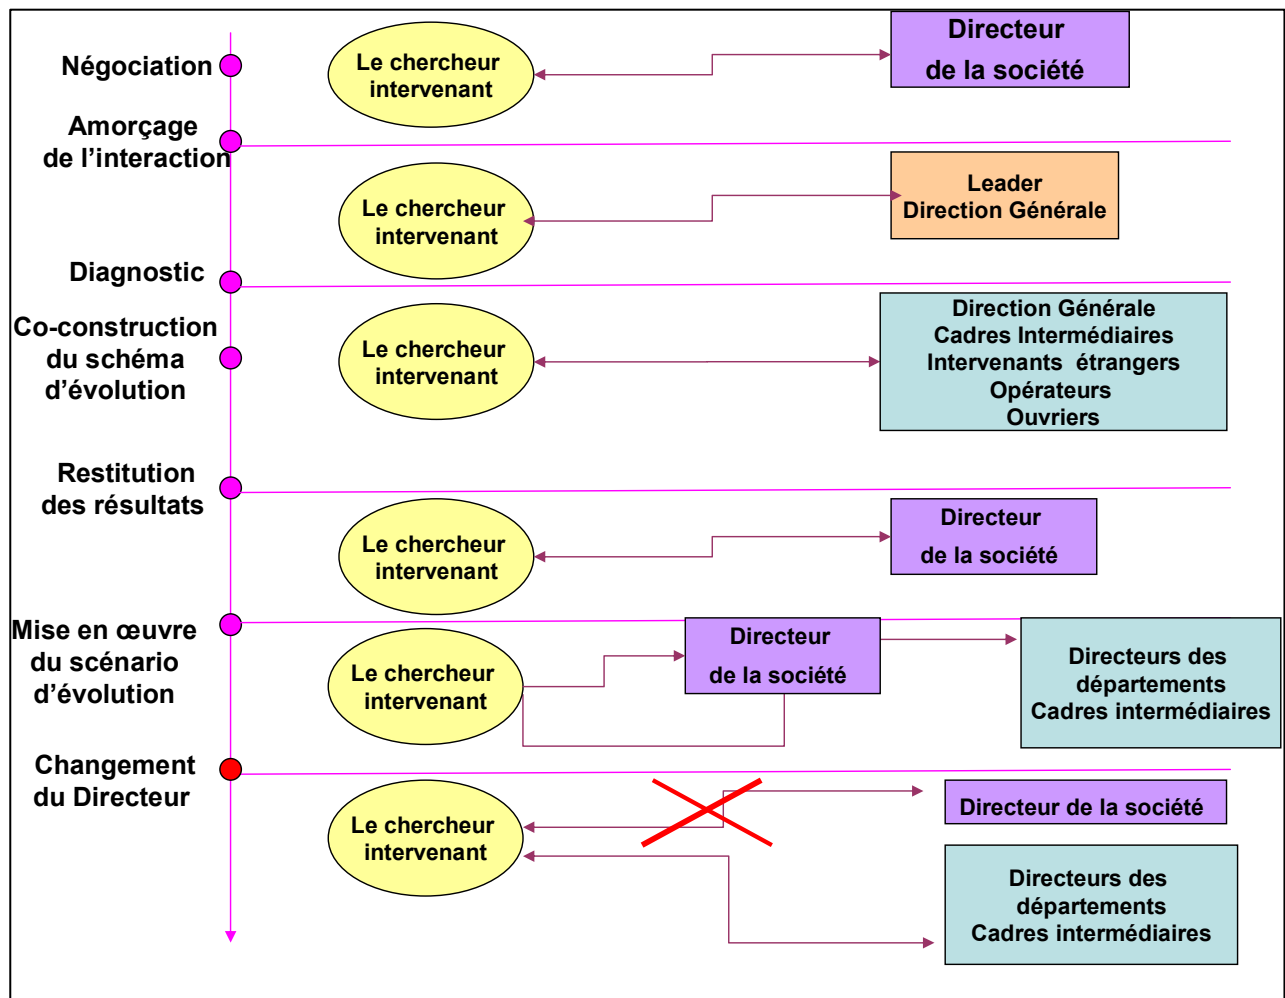 Négociation
Le chercheur
intervenant
Directeur
de la société
Amorçage
de l’interaction
Le chercheur
intervenant
Leader
Direction Générale
Diagnostic
Co-construction
du schéma
d’évolution
Le chercheur
intervenant
Direction Générale
Cadres Intermédiaires
Intervenants étrangers
Opérateurs
Ouvriers
Restitution
des résultats
Le chercheur
intervenant
Directeur
de la société
Mise en œuvre
du scénario
d’évolution
Le chercheur
intervenant
Directeur
de la société
Directeurs des
départements
Cadres intermédiaires
Changement
du Directeur
Le chercheur
intervenant
Directeur de la société
Directeurs des
départements
Cadres intermédiaires